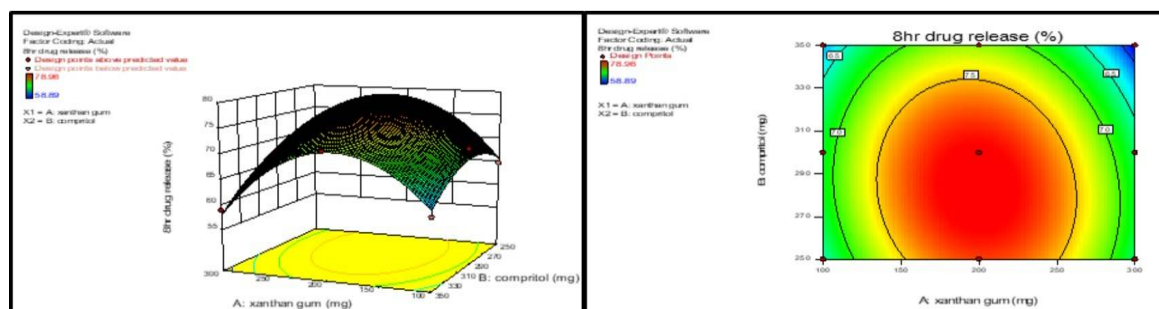 Design-Expert® Software
Factor Coding: Actual
8hr drug release (%)
Design points above predicted value
Design points below predicted value
78.96
58.89
X1 = A: xanthan gum
X2 = B: compritol
80
75
70
65
60
55
8hr drug release (%)
300
250
200
150
100
A: xanthan gum (mg)
250
270
290
310
330
350
B: compritol (mg)
Design-Expert® Software
Factor Coding: Actual
8hr drug release (%)
Design Points
78.96
58.89
X1 = A: xanthan gum
X2 = B: compritol
8hr drug release (%)
350
330
310
290
270
250
B: compritol (mg)
65
75
65
70
70
100
150
200
250
300
A: xanthan gum (mg)